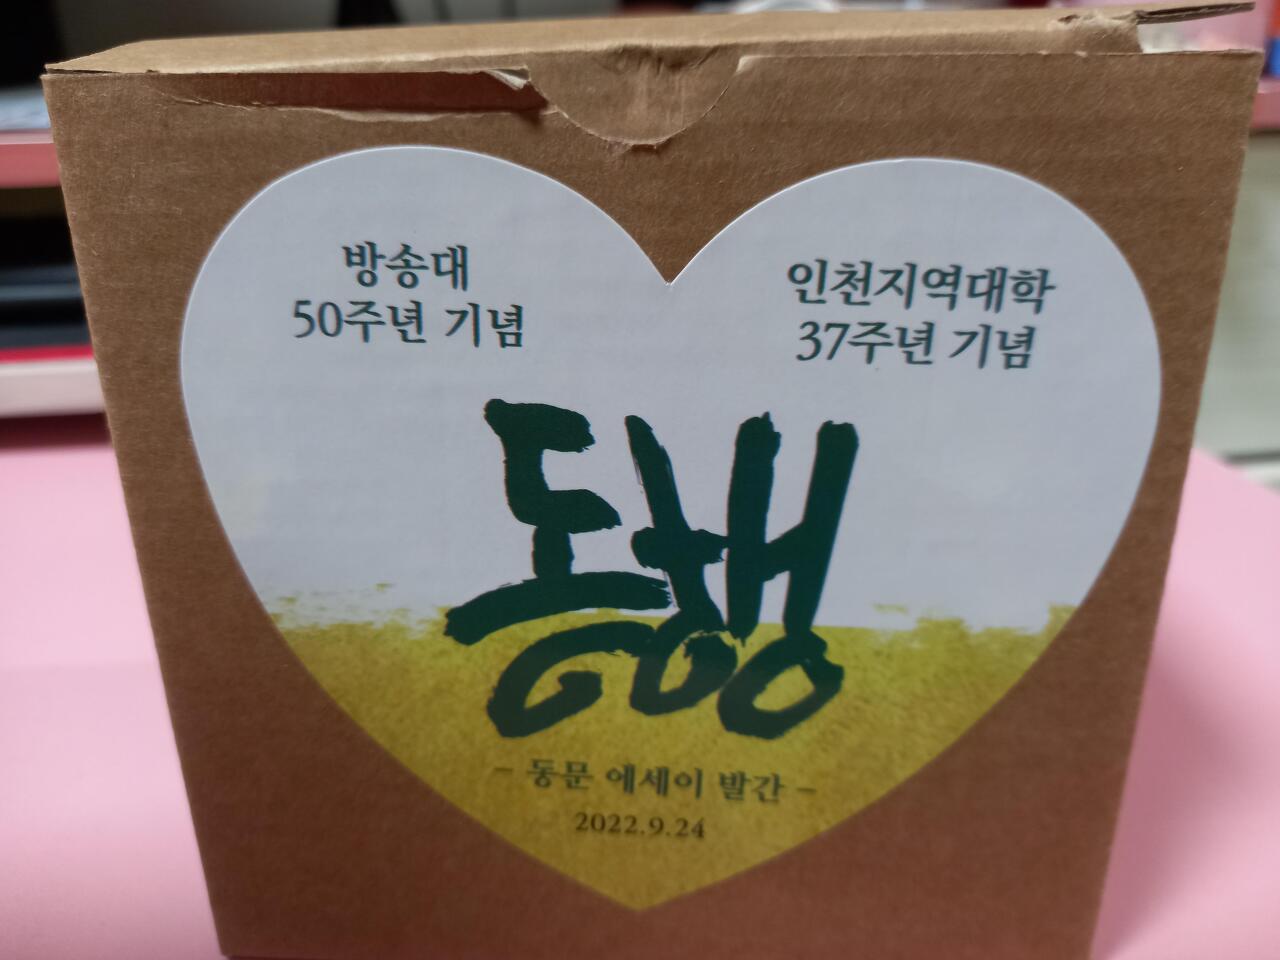 방송대
50주년 기념
인천지역대학
37주년 기념
동행
- 동문 에세이 발간 -
2022.9.24